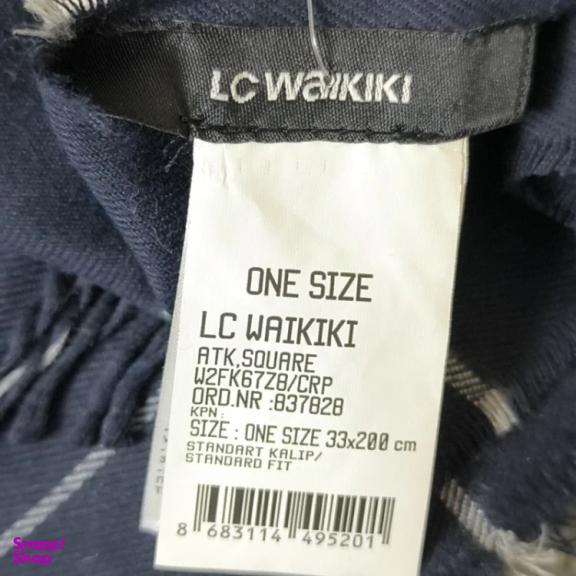 LC WAIKIKI
ONE SIZE
LC WAIKIKI
ATK,SQUARE
W2FK67Z8/CRP
ORD.NR :837828
KPN :
SIZE : ONE SIZE 33x200 cm
STANDART KALIP/
STANDARD FIT
8 683114 495201
Snapp!
Shop